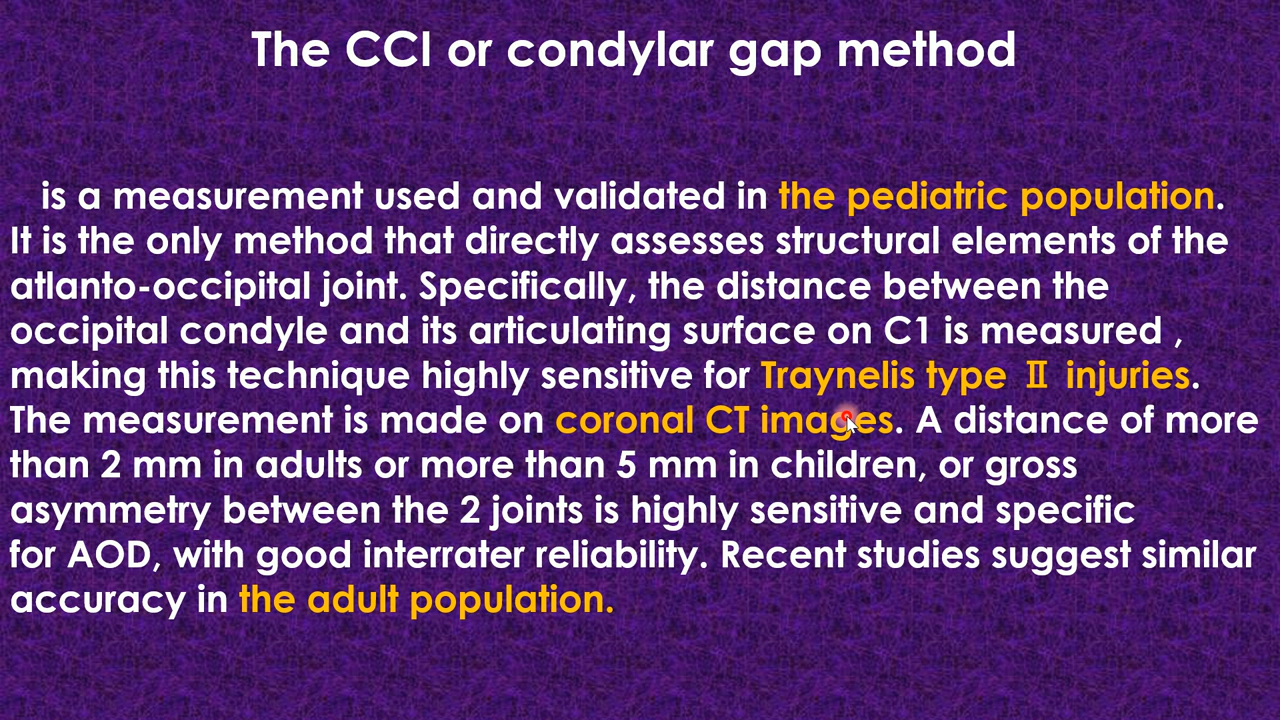 The CCI or condylar gap method
is a measurement used and validated in the pediatric population.
It is the only method that directly assesses structural elements of the
atlanto-occipital joint. Specifically, the distance between the
occipital condyle and its articulating surface on C1 is measured ,
making this technique highly sensitive for Traynelis type Ⅱ injuries.
The measurement is made on coronal CT images. A distance of more
than 2 mm in adults or more than 5 mm in children, or gross
asymmetry between the 2 joints is highly sensitive and specific
for AOD, with good interrater reliability. Recent studies suggest similar
accuracy in the adult population.